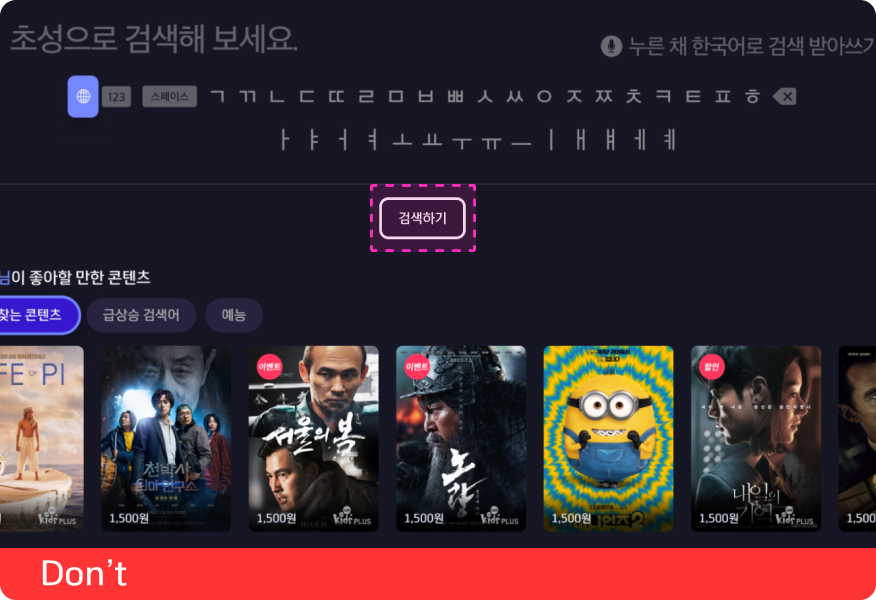 초성으로 검색해 보세요.
누른 채 한국어로 검색 받아쓰기
123 스페이스 ㄱ ㄲ ㄴ ㄷ ㄸ ㄹ ㅁ ㅂ ㅃ ㅅ ㅆ ㅇ ㅈ ㅉ ㅊ ㅋ ㅌ ㅍ ㅎ
ㅏ ㅑ ㅓ ㅕ ㅗ ㅛ ㅜ ㅠ ㅡ ㅣ ㅐ ㅒ ㅔ ㅖ
검색하기
님이 좋아할 만한 콘텐츠
찾는 콘텐츠 급상승 검색어 예능
FE OF PI
천박사 퇴마연구소
1,500원
이벤트
서울의 봄
1,500원
kids PLUS
이벤트
노량
1,500원
kids PLUS
1,500원
할인
내일의 기억
1,500원
kids PLUS
1,500
kids PLUS
Don’t